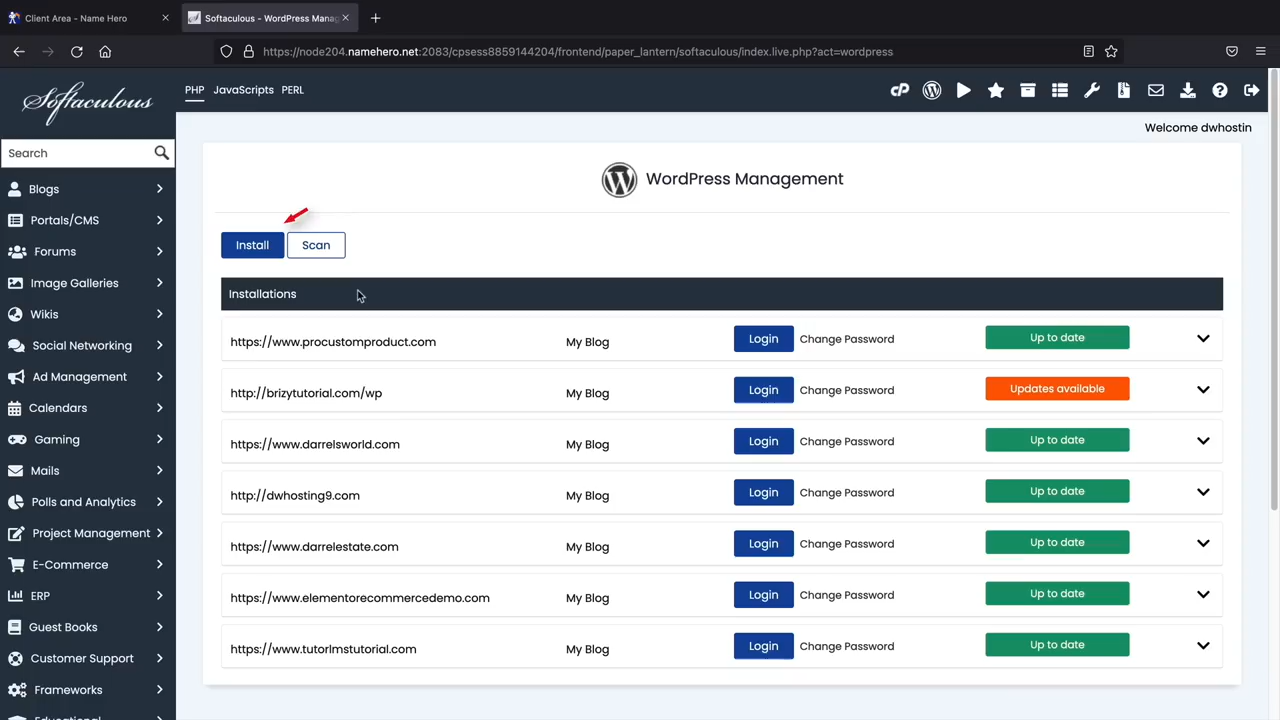 Client Area - Name Hero
Softaculous - WordPress Manag
https://node204.namehero.net:2083/cpsess8859144204/frontend/paper_lantern/softaculous/index.live.php?act=wordpress
Softaculous
PHP JavaScripts PERL
Welcome dwhostin
Search
Blogs
Portals/CMS
Forums
Image Galleries
Wikis
Social Networking
Ad Management
Calendars
Gaming
Mails
Polls and Analytics
Project Management
E-Commerce
ERP
Guest Books
Customer Support
Frameworks
Educational
WordPress Management
Install Scan
Installations
https://www.procustomproduct.com My Blog Login Change Password Up to date
http://brizytutorial.com/wp My Blog Login Change Password Updates available
https://www.darrelsworld.com My Blog Login Change Password Up to date
http://dwhosting9.com My Blog Login Change Password Up to date
https://www.darrelestate.com My Blog Login Change Password Up to date
https://www.elementorecommercedemo.com My Blog Login Change Password Up to date
https://www.tutorlmstutorial.com My Blog Login Change Password Up to date